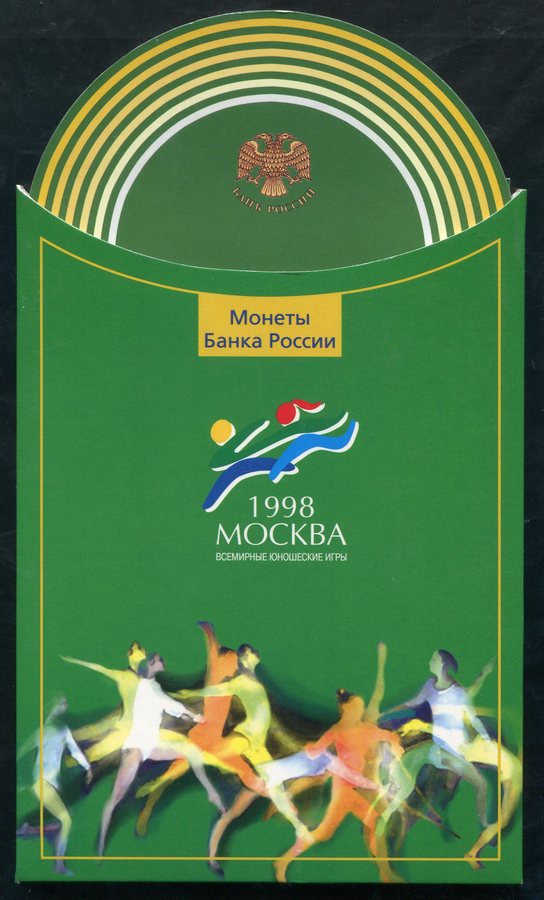 БАНК РОССИИ
Монеты
Банка России
1998
МОСКВА
ВСЕМИРНЫЕ ЮНОШЕСКИЕ ИГРЫ